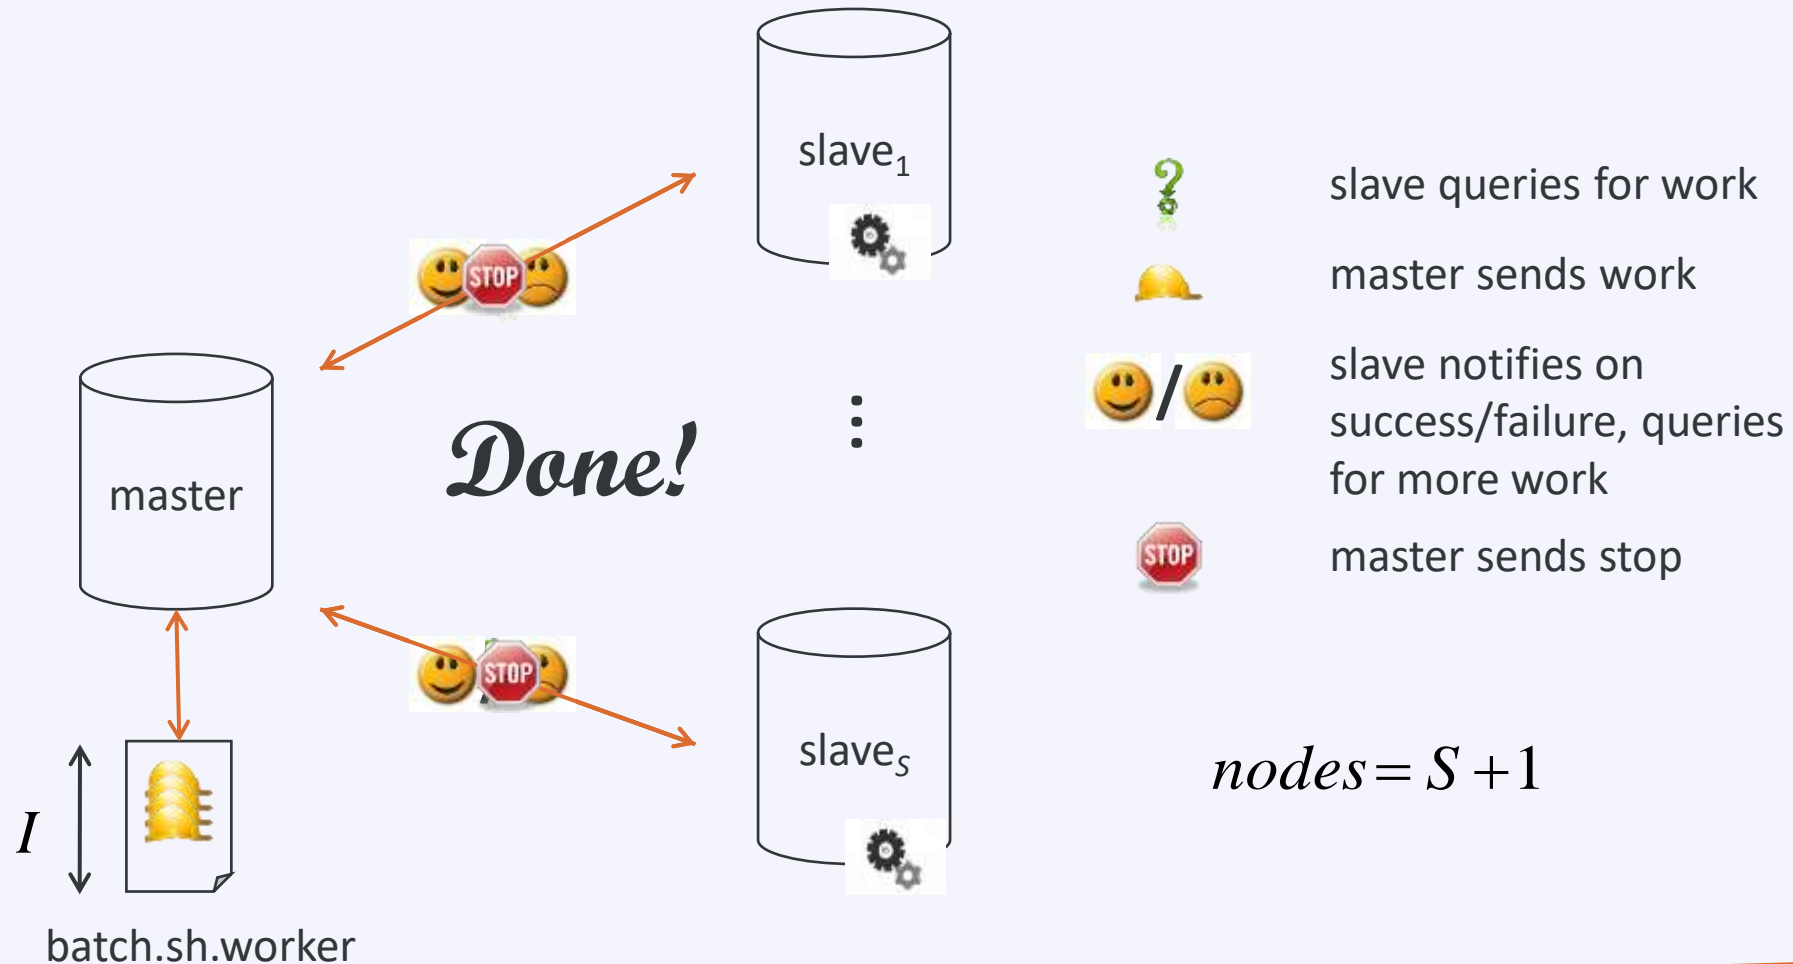 slave₁
slave queries for work
STOP
master sends work
slave notifies on
success/failure, queries
for more work
/
Done!
⋮
master
STOP
master sends stop
STOP
slaveₛ
nodes = S + 1
I
batch.sh.worker